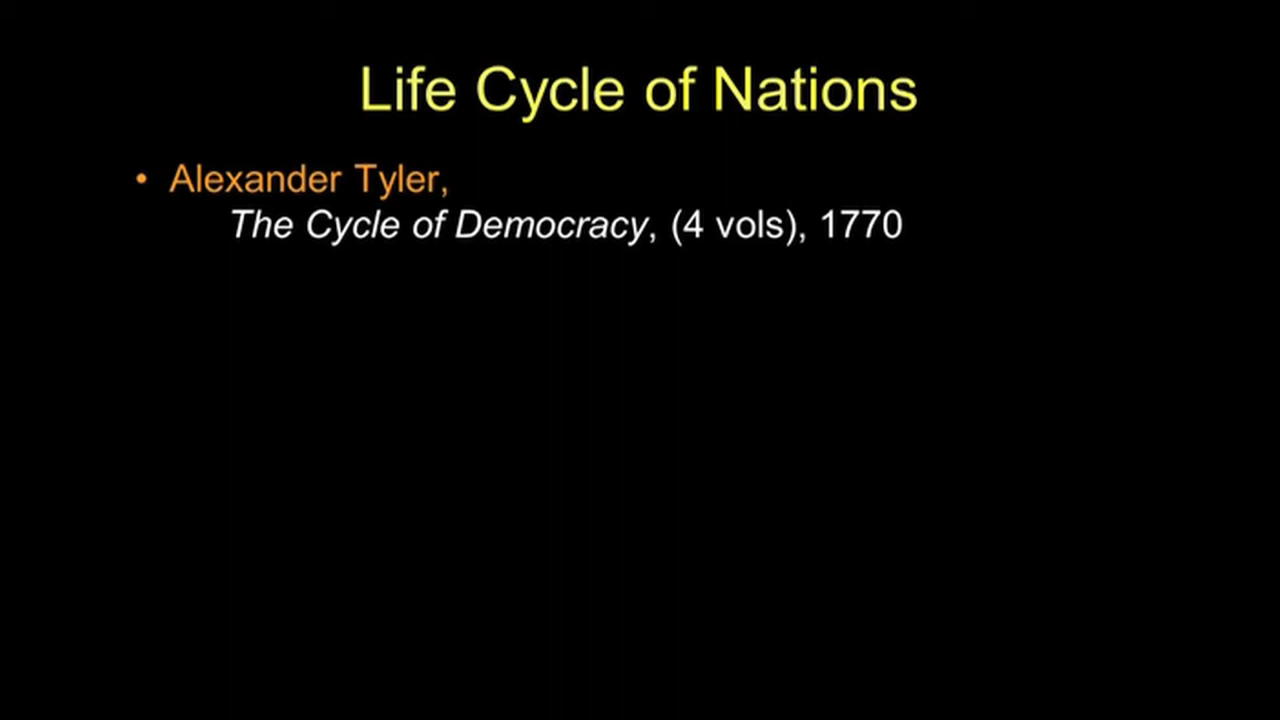 Life Cycle of Nations
• Alexander Tyler,
The Cycle of Democracy, (4 vols), 1770